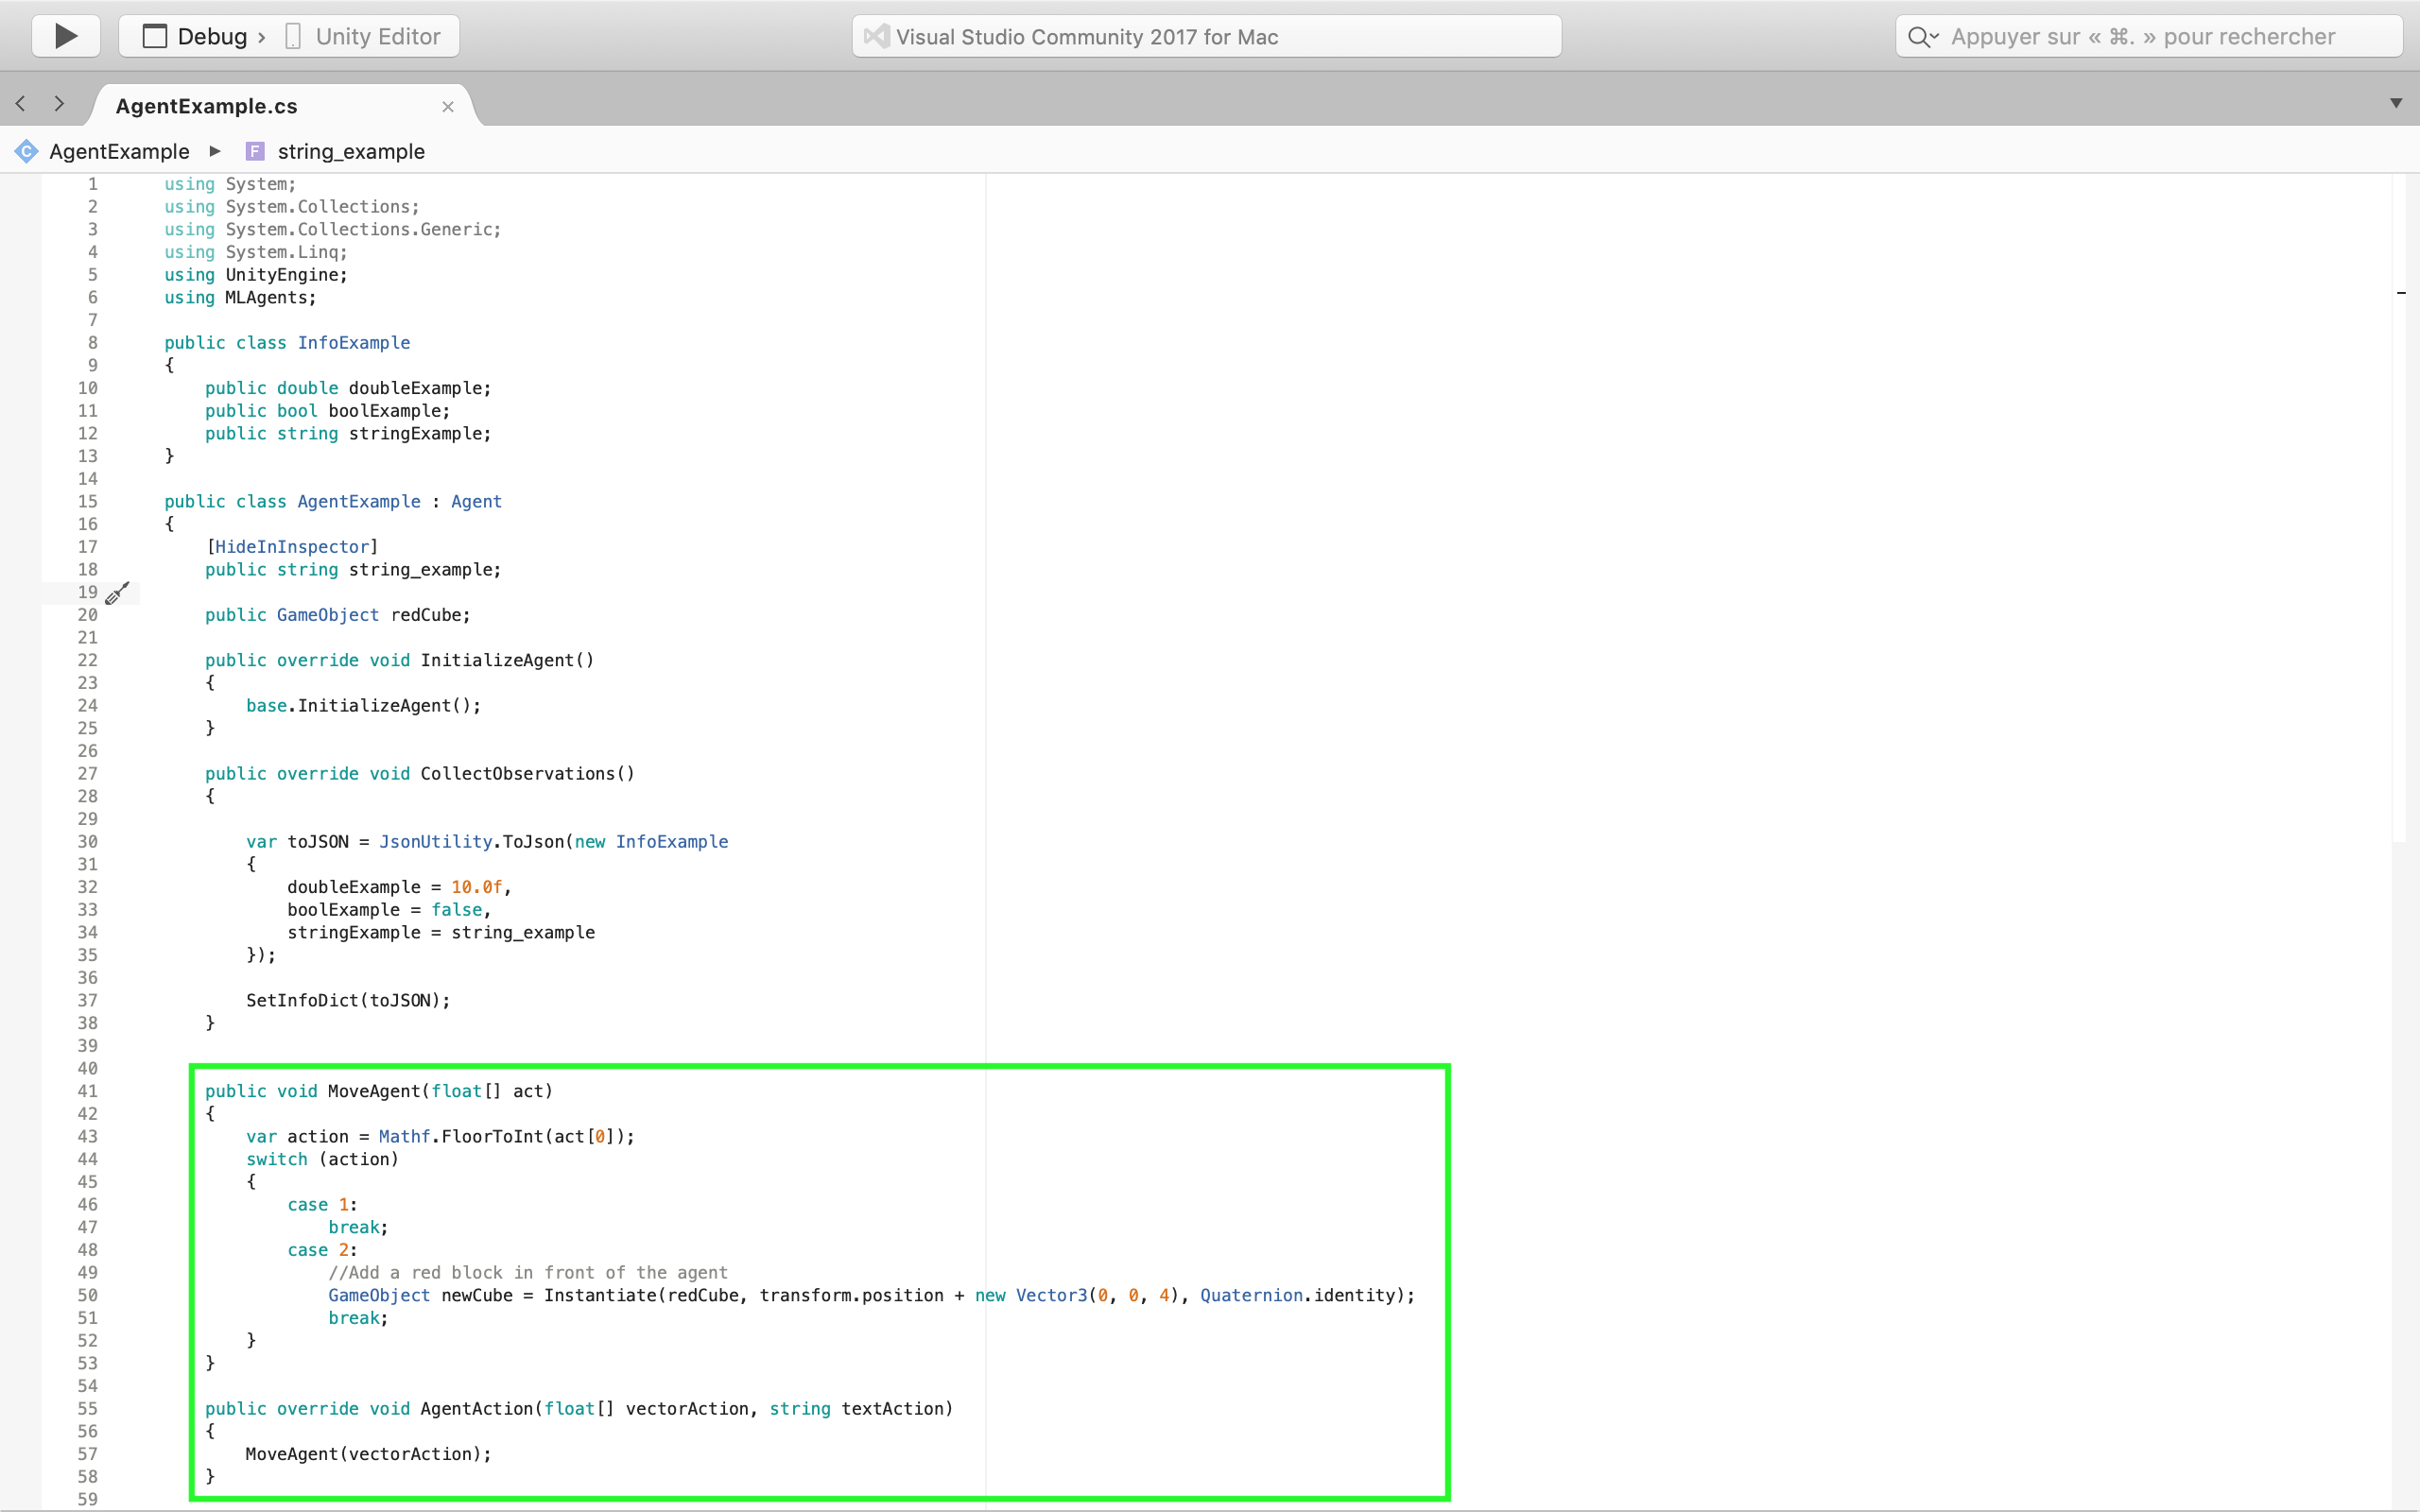 Debug › Unity Editor
Visual Studio Community 2017 for Mac
Appuyer sur « ⌘. » pour rechercher
AgentExample.cs
AgentExample ▸ F string_example
1 using System;
2 using System.Collections;
3 using System.Collections.Generic;
4 using System.Linq;
5 using UnityEngine;
6 using MLAgents;
7
8 public class InfoExample
9 {
10 public double doubleExample;
11 public bool boolExample;
12 public string stringExample;
13 }
14
15 public class AgentExample : Agent
16 {
17 [HideInInspector]
18 public string string_example;
19
20 public GameObject redCube;
21
22 public override void InitializeAgent()
23 {
24 base.InitializeAgent();
25 }
26
27 public override void CollectObservations()
28 {
29
30 var toJSON = JsonUtility.ToJson(new InfoExample
31 {
32 doubleExample = 10.0f,
33 boolExample = false,
34 stringExample = string_example
35 });
36
37 SetInfoDict(toJSON);
38 }
39
40
41 public void MoveAgent(float[] act)
42 {
43 var action = Mathf.FloorToInt(act[0]);
44 switch (action)
45 {
46 case 1:
47 break;
48 case 2:
49 //Add a red block in front of the agent
50 GameObject newCube = Instantiate(redCube, transform.position + new Vector3(0, 0, 4), Quaternion.identity);
51 break;
52 }
53 }
54
55 public override void AgentAction(float[] vectorAction, string textAction)
56 {
57 MoveAgent(vectorAction);
58 }
59